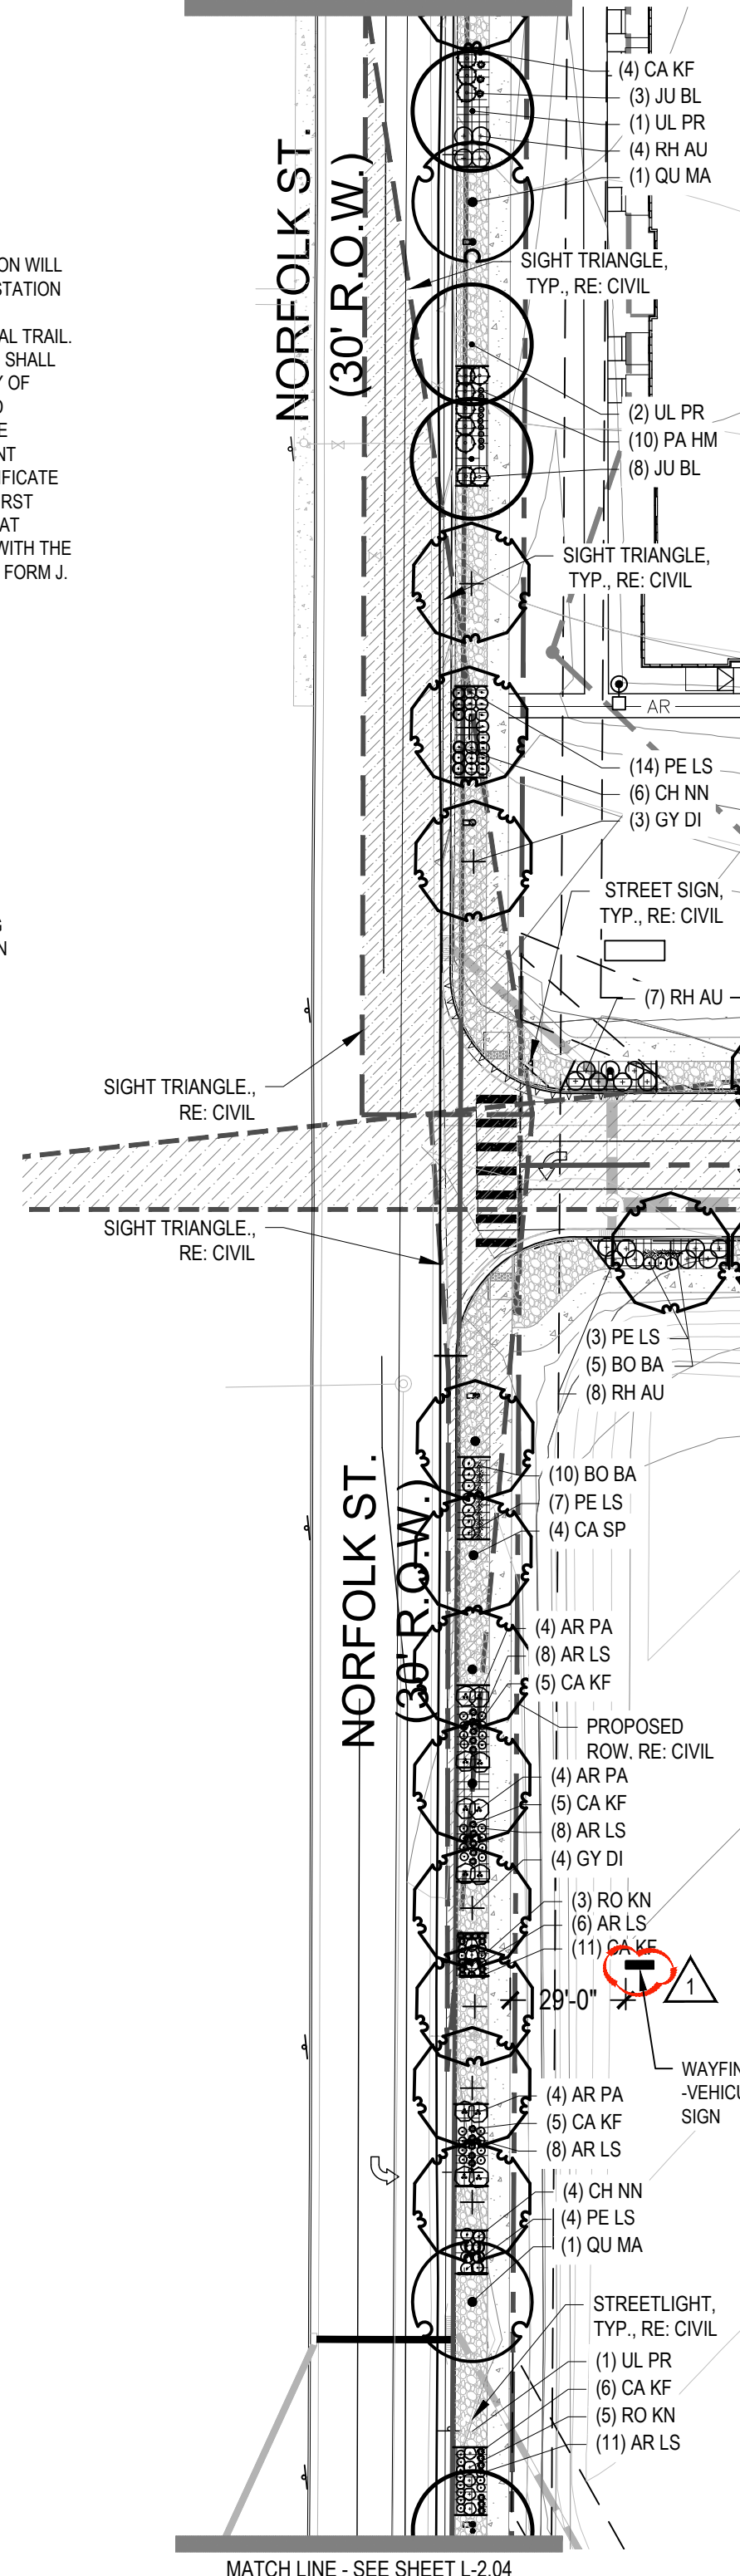 (4) CA KF
(3) JU BL
(1) UL PR
(4) RH AU
(1) QU MA
NORFOLK ST.
(30' R.O.W.)
SIGHT TRIANGLE,
TYP., RE: CIVIL
ON WILL
STATION
AL TRAIL.
SHALL
Y OF
E
NT
IFICATE
RST
AT
WITH THE
FORM J.
(2) UL PR
(10) PA HM
(8) JU BL
SIGHT TRIANGLE,
TYP., RE: CIVIL
AR
(14) PE LS
(6) CH NN
(3) GY DI
STREET SIGN,
TYP., RE: CIVIL
N
(7) RH AU
SIGHT TRIANGLE.,
RE: CIVIL
SIGHT TRIANGLE.,
RE: CIVIL
(3) PE LS
(5) BO BA
(8) RH AU
NORFOLK ST.
(30' R.O.W.)
(10) BO BA
(7) PE LS
(4) CA SP
(4) AR PA
(8) AR LS
(5) CA KF
PROPOSED
ROW, RE: CIVIL
(4) AR PA
(5) CA KF
(8) AR LS
(4) GY DI
(3) RO KN
(6) AR LS
(11) CA KF
1
29'-0"
WAYFIN
-VEHICU
SIGN
(4) AR PA
(5) CA KF
(8) AR LS
(4) CH NN
(4) PE LS
(1) QU MA
STREETLIGHT,
TYP., RE: CIVIL
(1) UL PR
(6) CA KF
(5) RO KN
(11) AR LS
MATCH LINE - SEE SHEET L-2.04